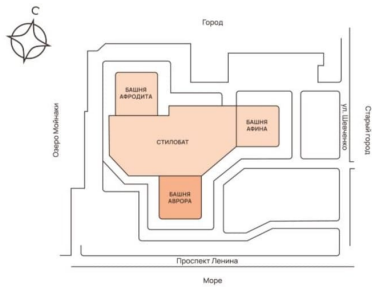 С
Город
БАШНЯ
АФРОДИТА
БАШНЯ
АФИНА
СТИЛОБАТ
БАШНЯ
АВРОРА
Озеро Мойнаки
ул. Шевченко
Старый город
Проспект Ленина
Море